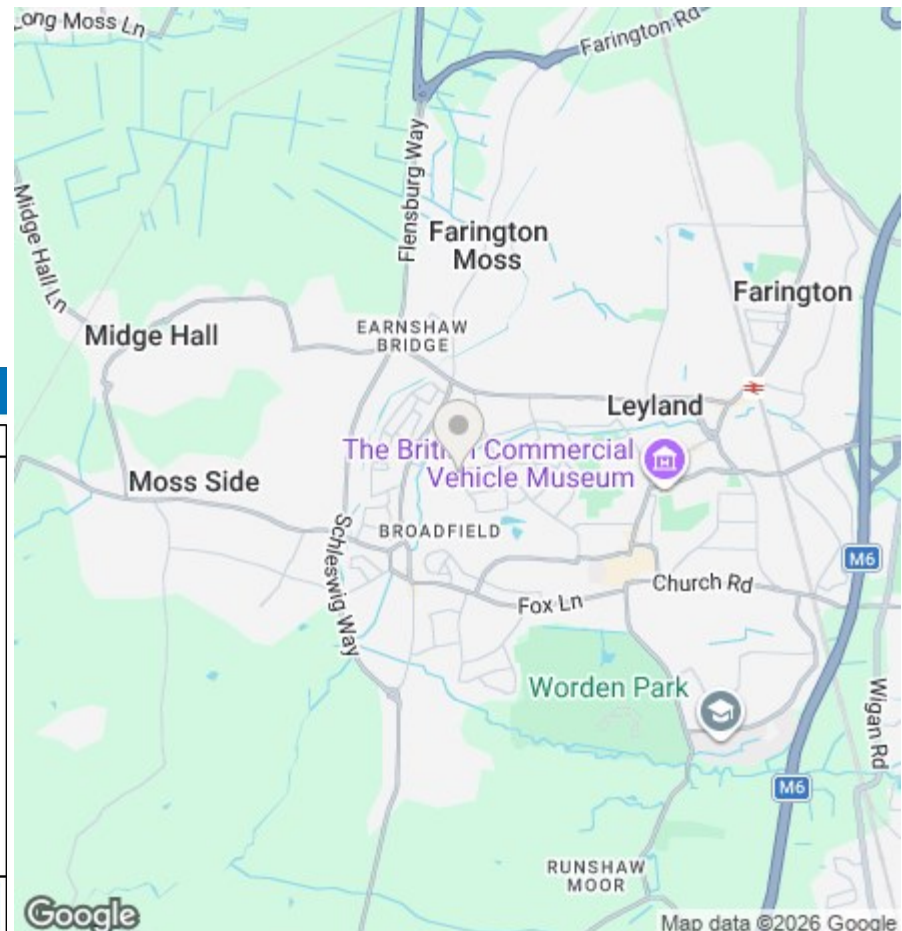 Long Moss Ln
Farington Rd
Flensburg Way
Midge Hall Ln
Farington
Moss
Farington
Midge Hall
EARNSHAW
BRIDGE
Leyland
The British Commercial
Vehicle Museum
Moss Side
BROADFIELD
Schleswig Way
M6
Church Rd
Fox Ln
Worden Park
Wigan Rd
M6
RUNSHAW
MOOR
Google
Map data ©2026 Google